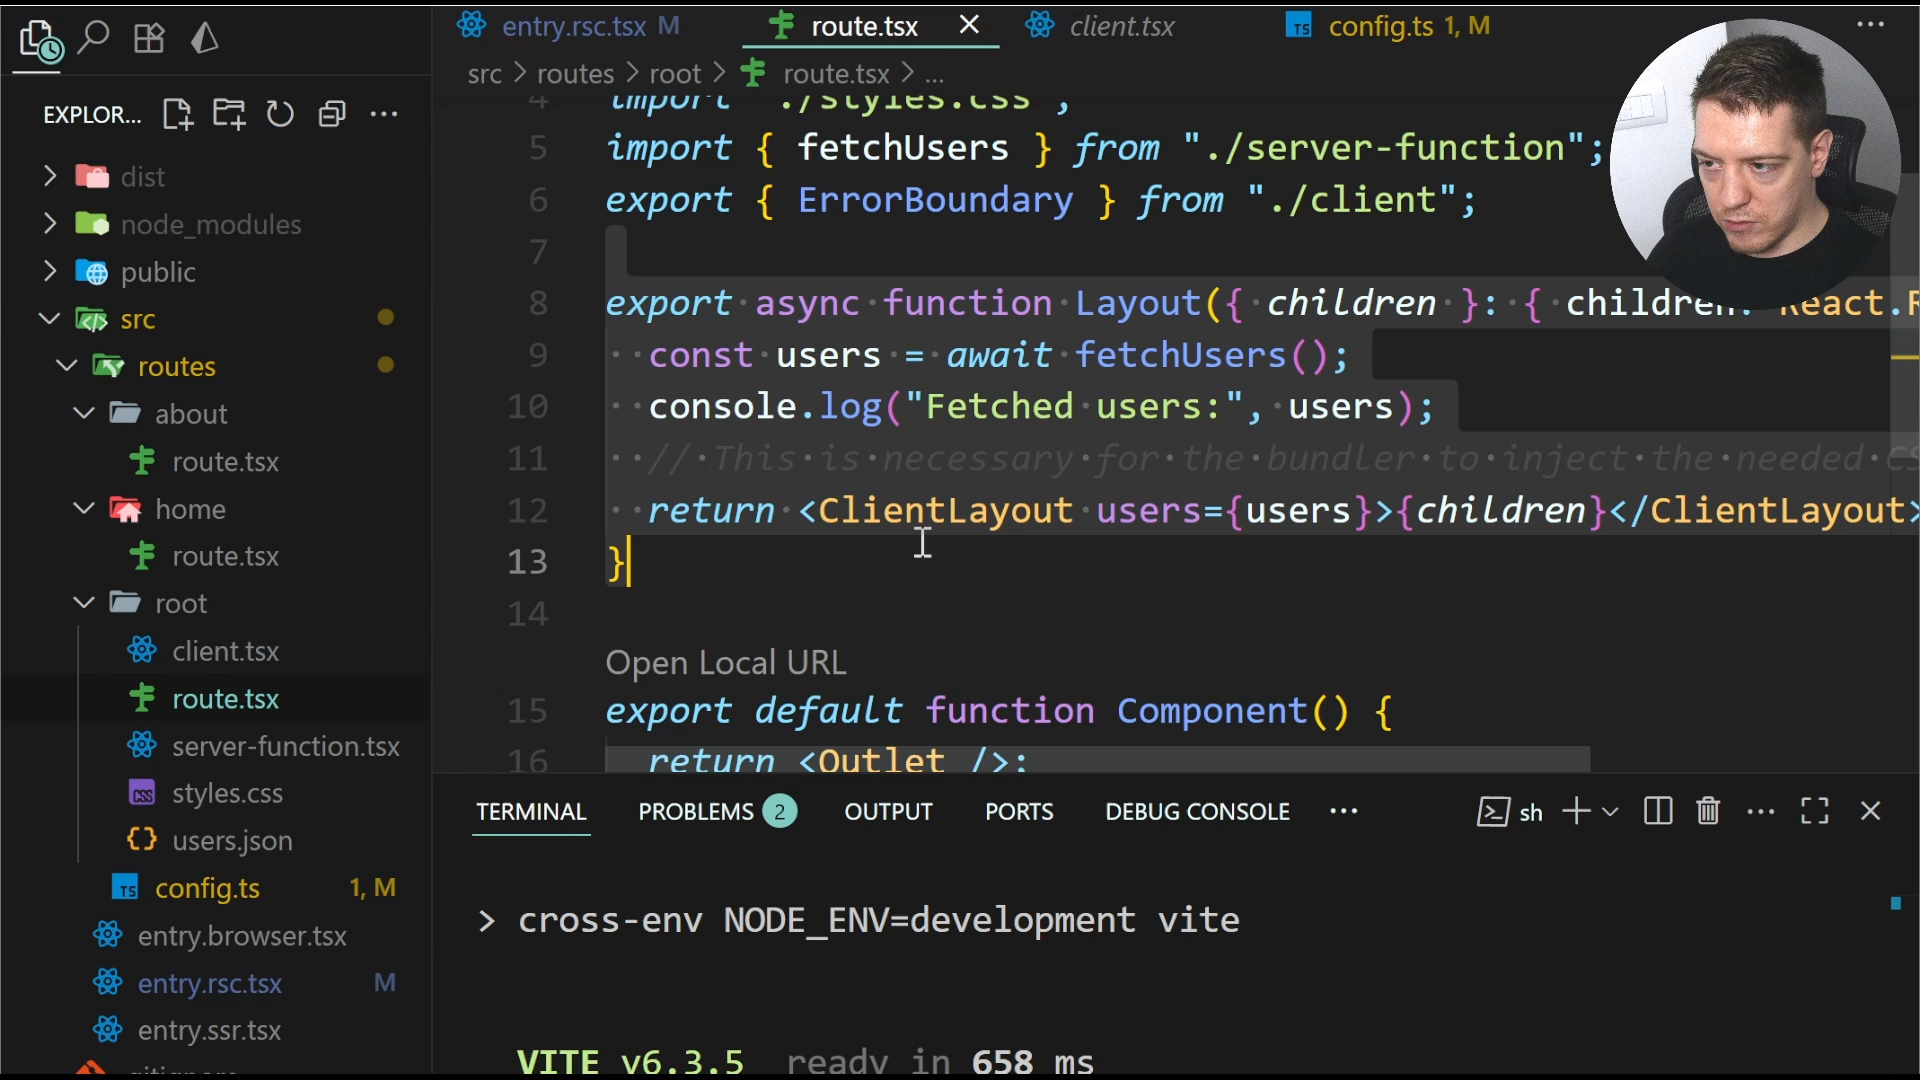 entry.rsc.tsx M
route.tsx
client.tsx
config.ts 1, M
src > routes > root > route.tsx > ...
EXPLOR...
dist
node_modules
public
src
routes
about
route.tsx
home
route.tsx
root
client.tsx
route.tsx
server-function.tsx
styles.css
users.json
config.ts 1, M
entry.browser.tsx
entry.rsc.tsx M
entry.ssr.tsx
.gitignore
4 import "./styles.css";
5 import { fetchUsers } from "./server-function";
6 export { ErrorBoundary } from "./client";
7
8 export async function Layout({ children }: { children: React.R
9 const users = await fetchUsers();
10 console.log("Fetched users:", users);
11 // This is necessary for the bundler to inject the needed CS
12 return <ClientLayout users={users}>{children}</ClientLayout>
13 }
14
Open Local URL
15 export default function Component() {
16 return <Outlet />;
TERMINAL PROBLEMS 2 OUTPUT PORTS DEBUG CONSOLE ... sh
> cross-env NODE_ENV=development vite
VITE v6.3.5 ready in 658 ms